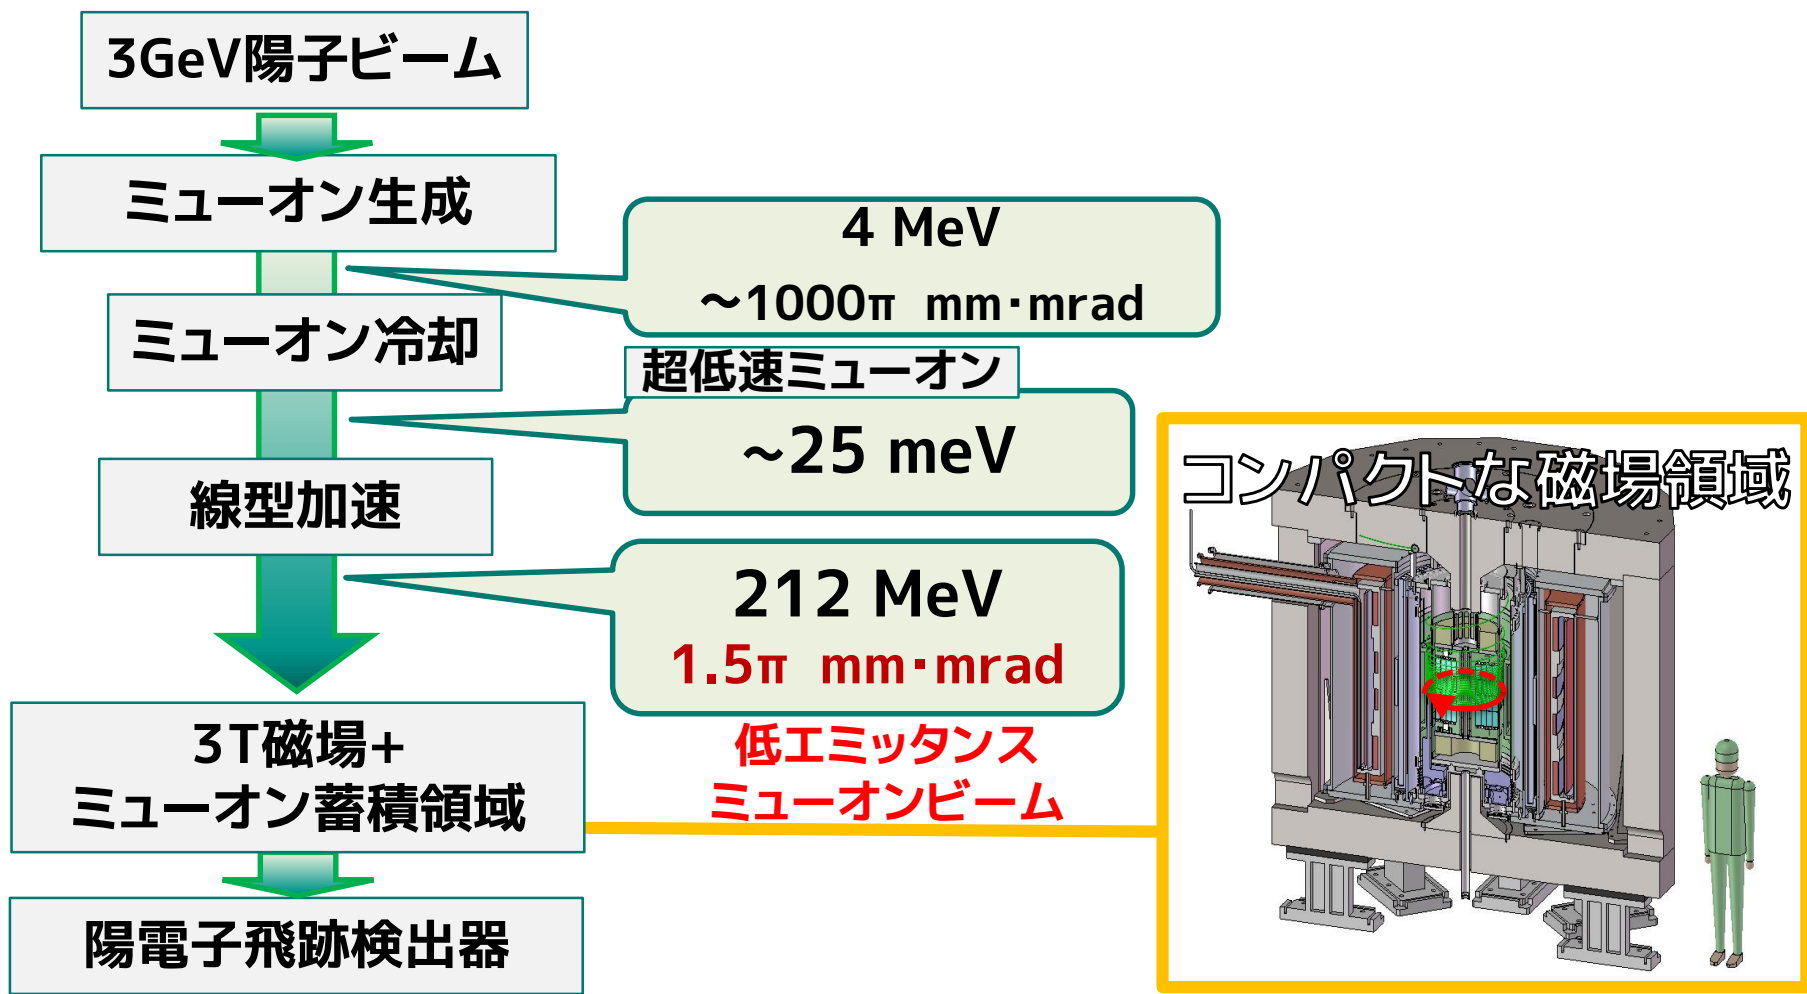 3GeV陽子ビーム
ミューオン生成
4 MeV
～1000π mm･mrad
ミューオン冷却
超低速ミューオン
～25 meV
線型加速
212 MeV
1.5π mm･mrad
低エミッタンス
ミューオンビーム
3T磁場+
ミューオン蓄積領域
陽電子飛跡検出器
コンパクトな磁場領域